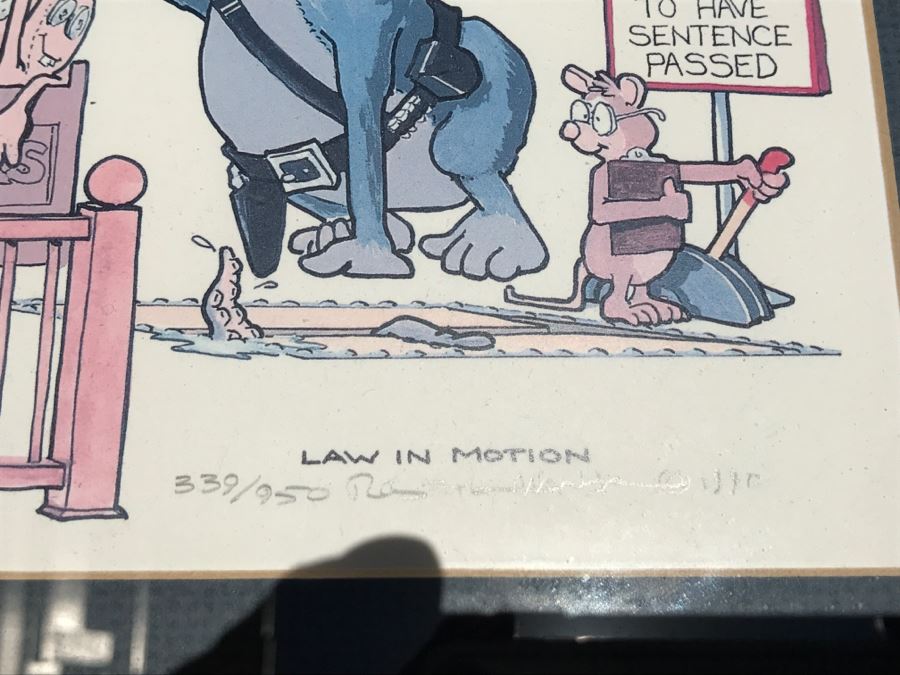 TO HAVE
SENTENCE
PASSED
LAW IN MOTION
339/950